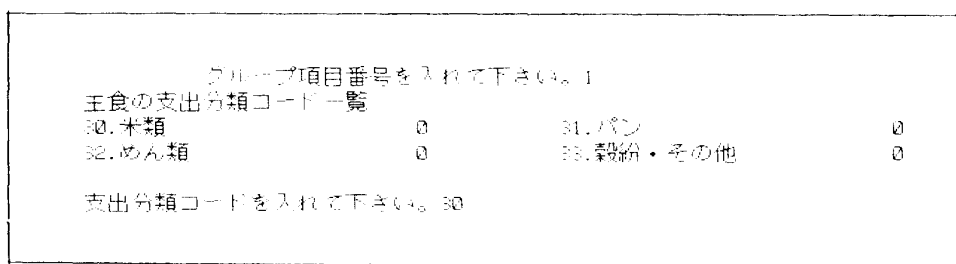 グループ項目番号を入れて下さい。1
主食の支出分類コード一覧
30.米類 0 31.パン 0
32.めん類 0 33.穀紛・その他 0
支出分類コードを入れて下さい。30